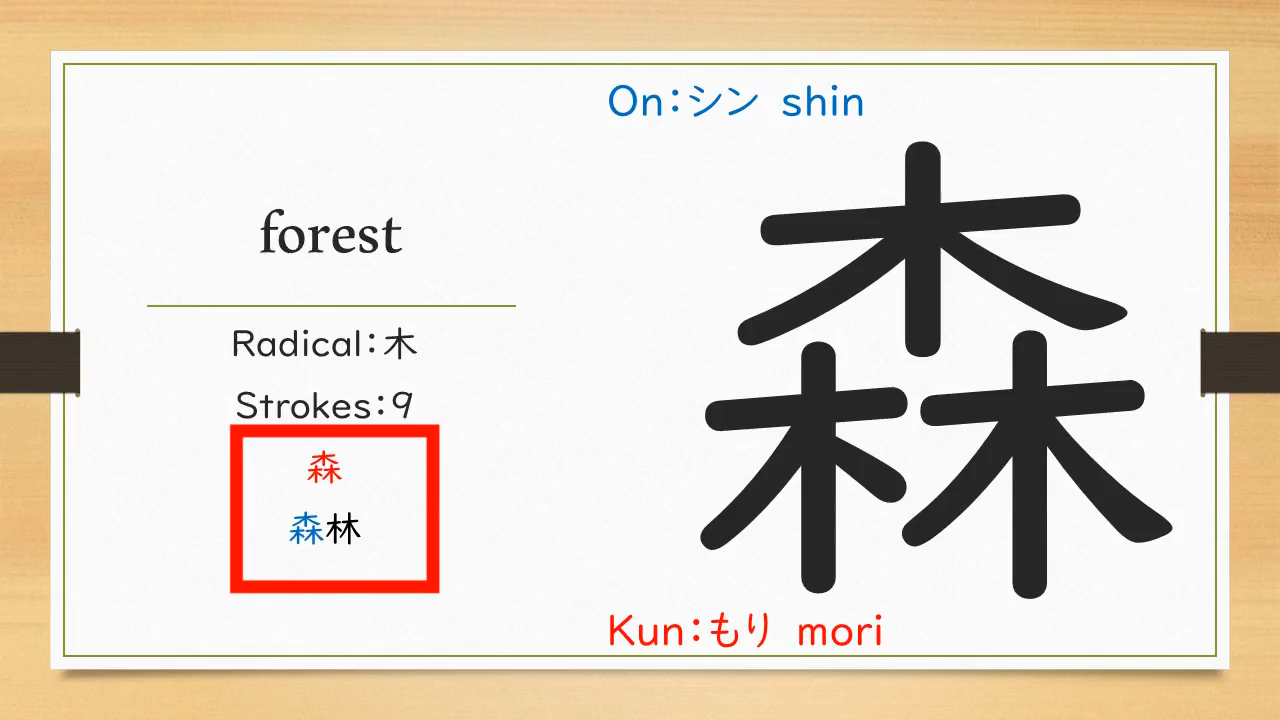 forest
Radical：木
Strokes：9
森
森林
On：シン shin
森
Kun：もり mori